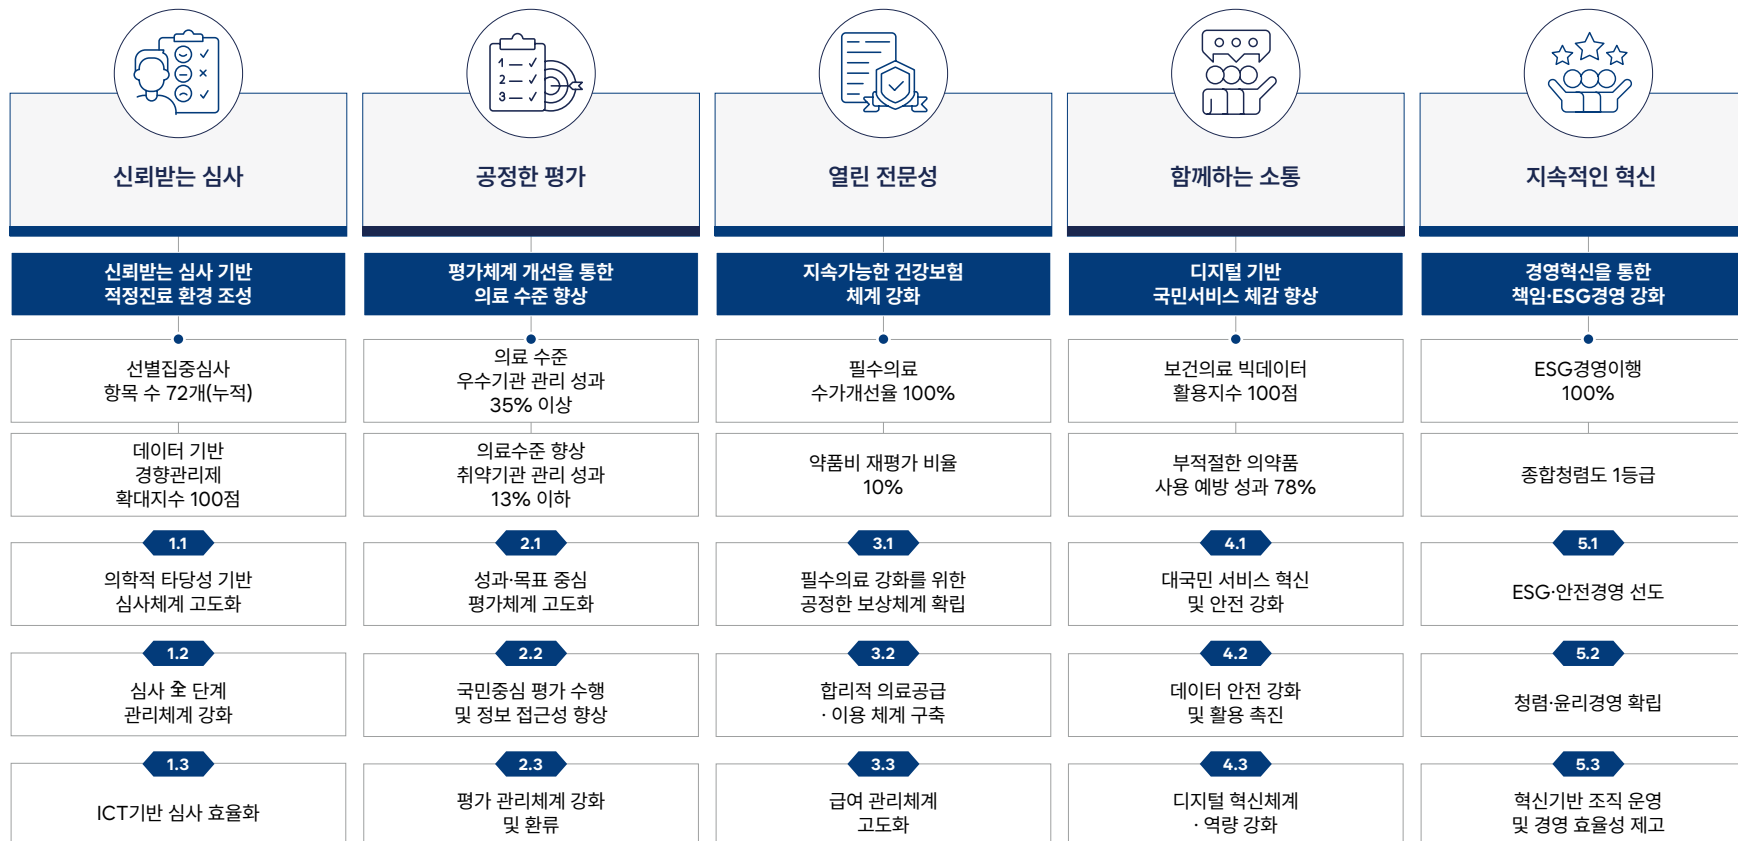 1
2
3
신뢰받는 심사
공정한 평가
열린 전문성
함께하는 소통
지속적인 혁신
신뢰받는 심사 기반
적정진료 환경 조성
평가체계 개선을 통한
의료 수준 향상
지속가능한 건강보험
체계 강화
디지털 기반
국민서비스 체감 향상
경영혁신을 통한
책임·ESG경영 강화
선별집중심사
항목 수 72개(누적)
의료 수준
우수기관 관리 성과
35% 이상
필수의료
수가개선율 100%
보건의료 빅데이터
활용지수 100점
ESG경영이행
100%
데이터 기반
경향관리제
확대지수 100점
의료수준 향상
취약기관 관리 성과
13% 이하
약품비 재평가 비율
10%
부적절한 의약품
사용 예방 성과 78%
종합청렴도 1등급
1.1
의학적 타당성 기반
심사체계 고도화
2.1
성과·목표 중심
평가체계 고도화
3.1
필수의료 강화를 위한
공정한 보상체계 확립
4.1
대국민 서비스 혁신
및 안전 강화
5.1
ESG·안전경영 선도
1.2
심사 全 단계
관리체계 강화
2.2
국민중심 평가 수행
및 정보 접근성 향상
3.2
합리적 의료공급
· 이용 체계 구축
4.2
데이터 안전 강화
및 활용 촉진
5.2
청렴·윤리경영 확립
1.3
ICT기반 심사 효율화
2.3
평가 관리체계 강화
및 환류
3.3
급여 관리체계
고도화
4.3
디지털 혁신체계
· 역량 강화
5.3
혁신기반 조직 운영
및 경영 효율성 제고